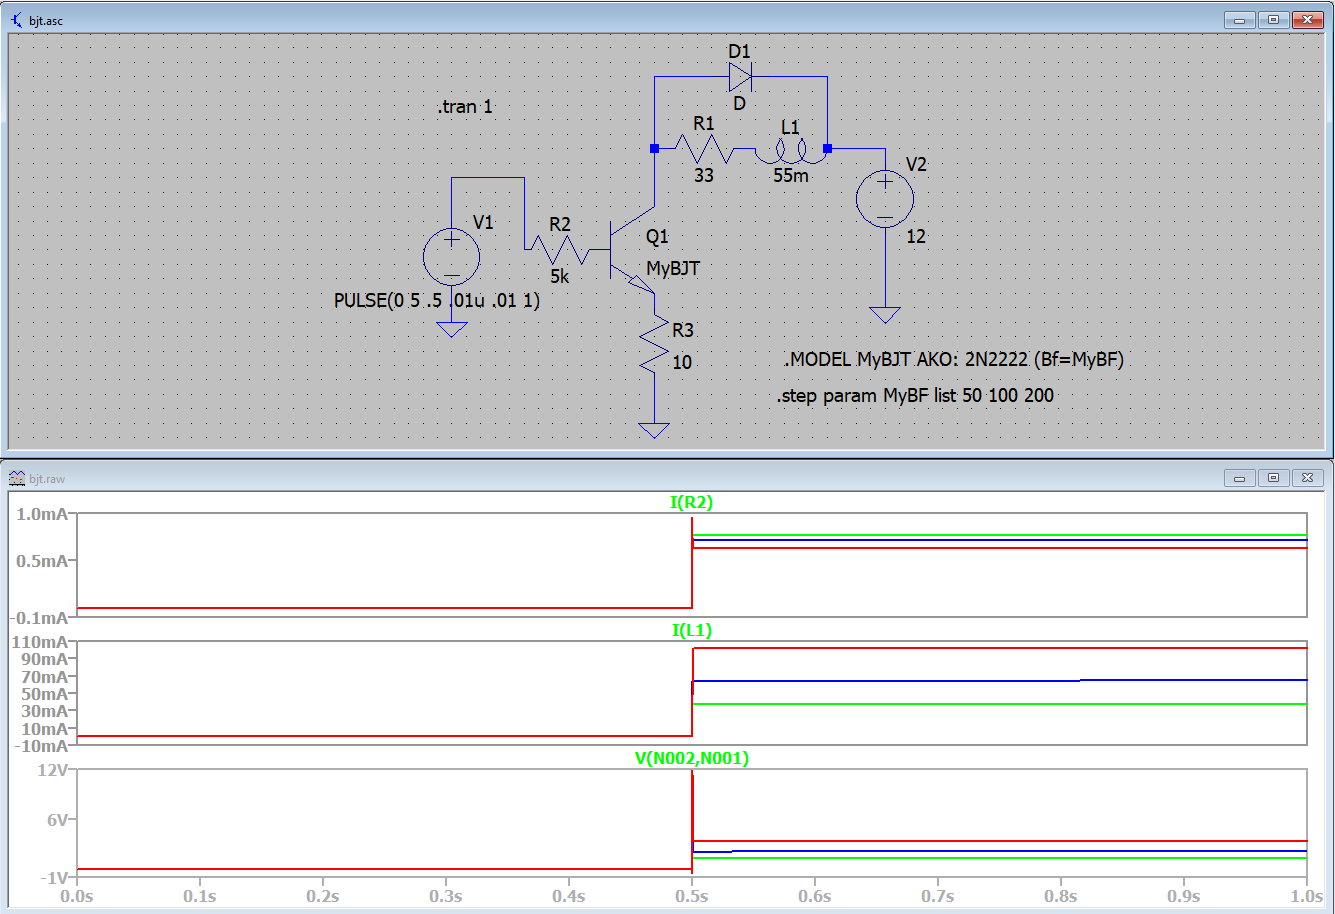 bjt.asc
D1
D
.tran 1
R1
L1
33
55m
V2
12
V1
R2
5k
Q1
MyBJT
PULSE(0 5 .5 .01u .01 1)
R3
10
.MODEL MyBJT AKO: 2N2222 (Bf=MyBF)
.step param MyBF list 50 100 200
bjt.raw
I(R2)
1.0mA
0.5mA
-0.1mA
I(L1)
110mA
90mA
70mA
50mA
30mA
10mA
-10mA
V(N002,N001)
12V
6V
-1V
0.0s 0.1s 0.2s 0.3s 0.4s 0.5s 0.6s 0.7s 0.8s 0.9s 1.0s